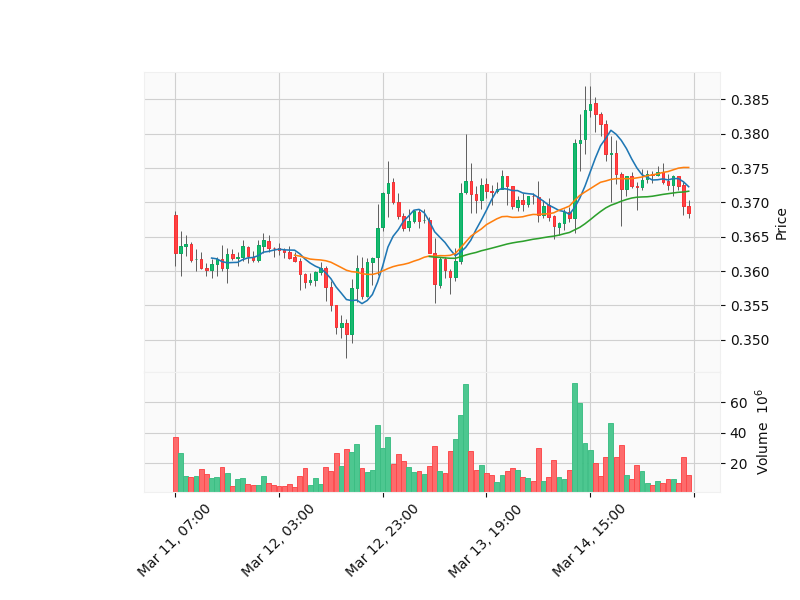 0.385
0.380
0.375
0.370
0.365
0.360
0.355
0.350
Price
60
40
20
Volume 10⁶
Mar 11, 07:00
Mar 12, 03:00
Mar 12, 23:00
Mar 13, 19:00
Mar 14, 15:00